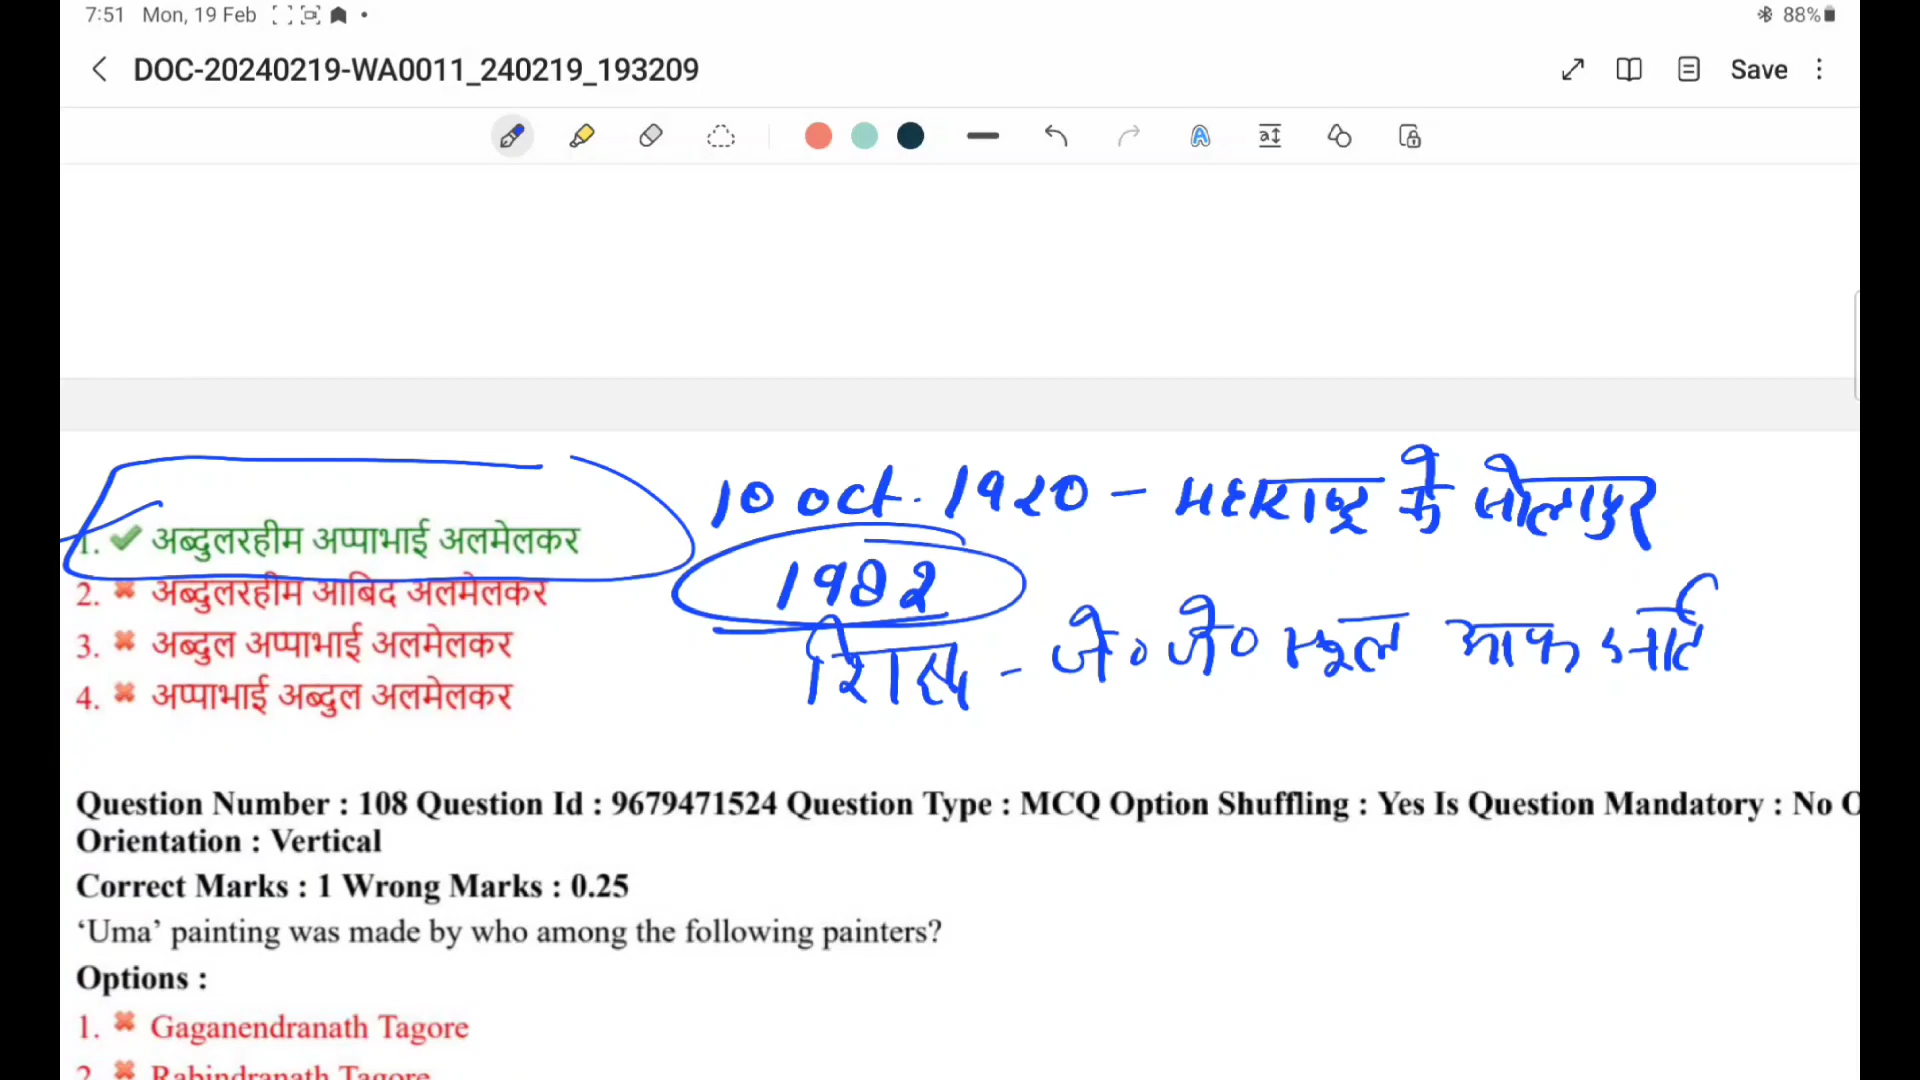 7:51 Mon, 19 Feb
88%
DOC-20240219-WA0011_240219_193209
Save
10 oct. 1920 - महाराष्ट्र के सोलापुर
1. अब्दुलरहीम अप्पाभाई अलमेलकर
1982
2. अब्दुलरहीम आबिद अलमेलकर
3. अब्दुल अप्पाभाई अलमेलकर
शिक्षा - जे० जे० स्कूल आफ आर्ट
4. अप्पाभाई अब्दुल अलमेलकर
Question Number : 108 Question Id : 9679471524 Question Type : MCQ Option Shuffling : Yes Is Question Mandatory : No O
Orientation : Vertical
Correct Marks : 1 Wrong Marks : 0.25
‘Uma’ painting was made by who among the following painters?
Options :
1. Gaganendranath Tagore
2. Rabindranath Tagore